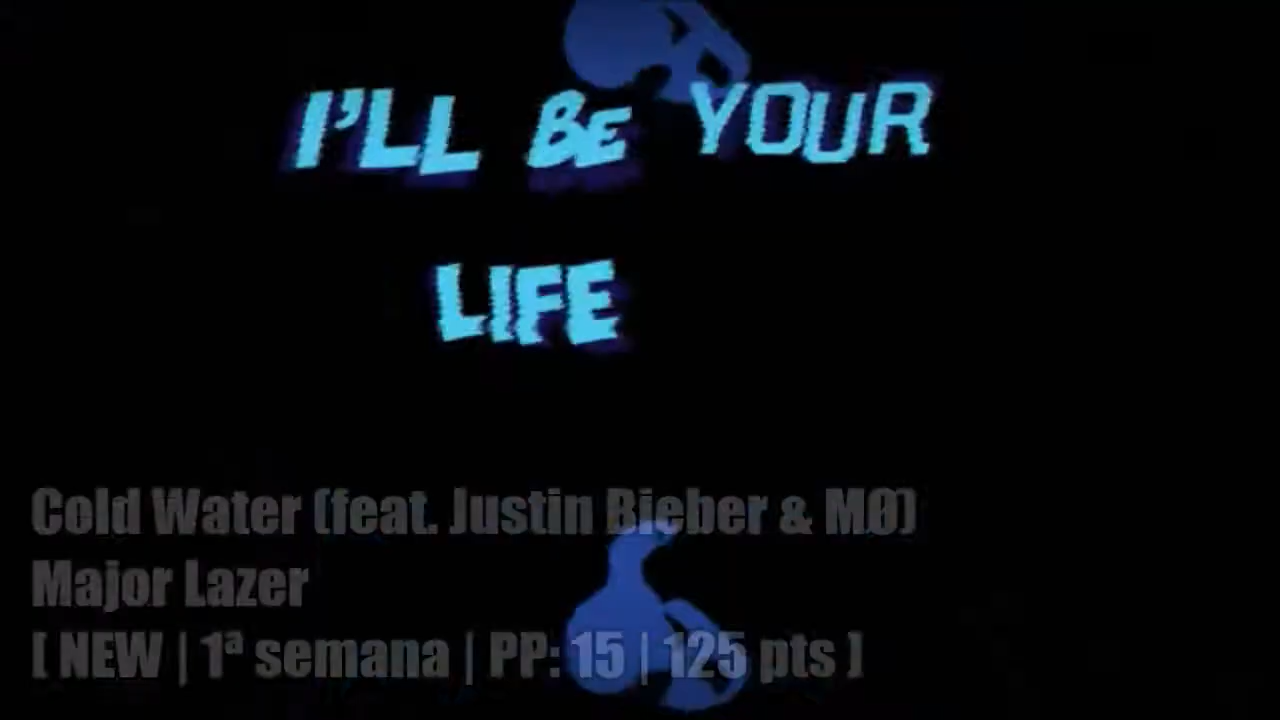 I'LL BE YOUR
LIFE
Cold Water (feat. Justin Bieber & MØ)
Major Lazer
[ NEW | 1ª semana | PP: 15 | 125 pts ]